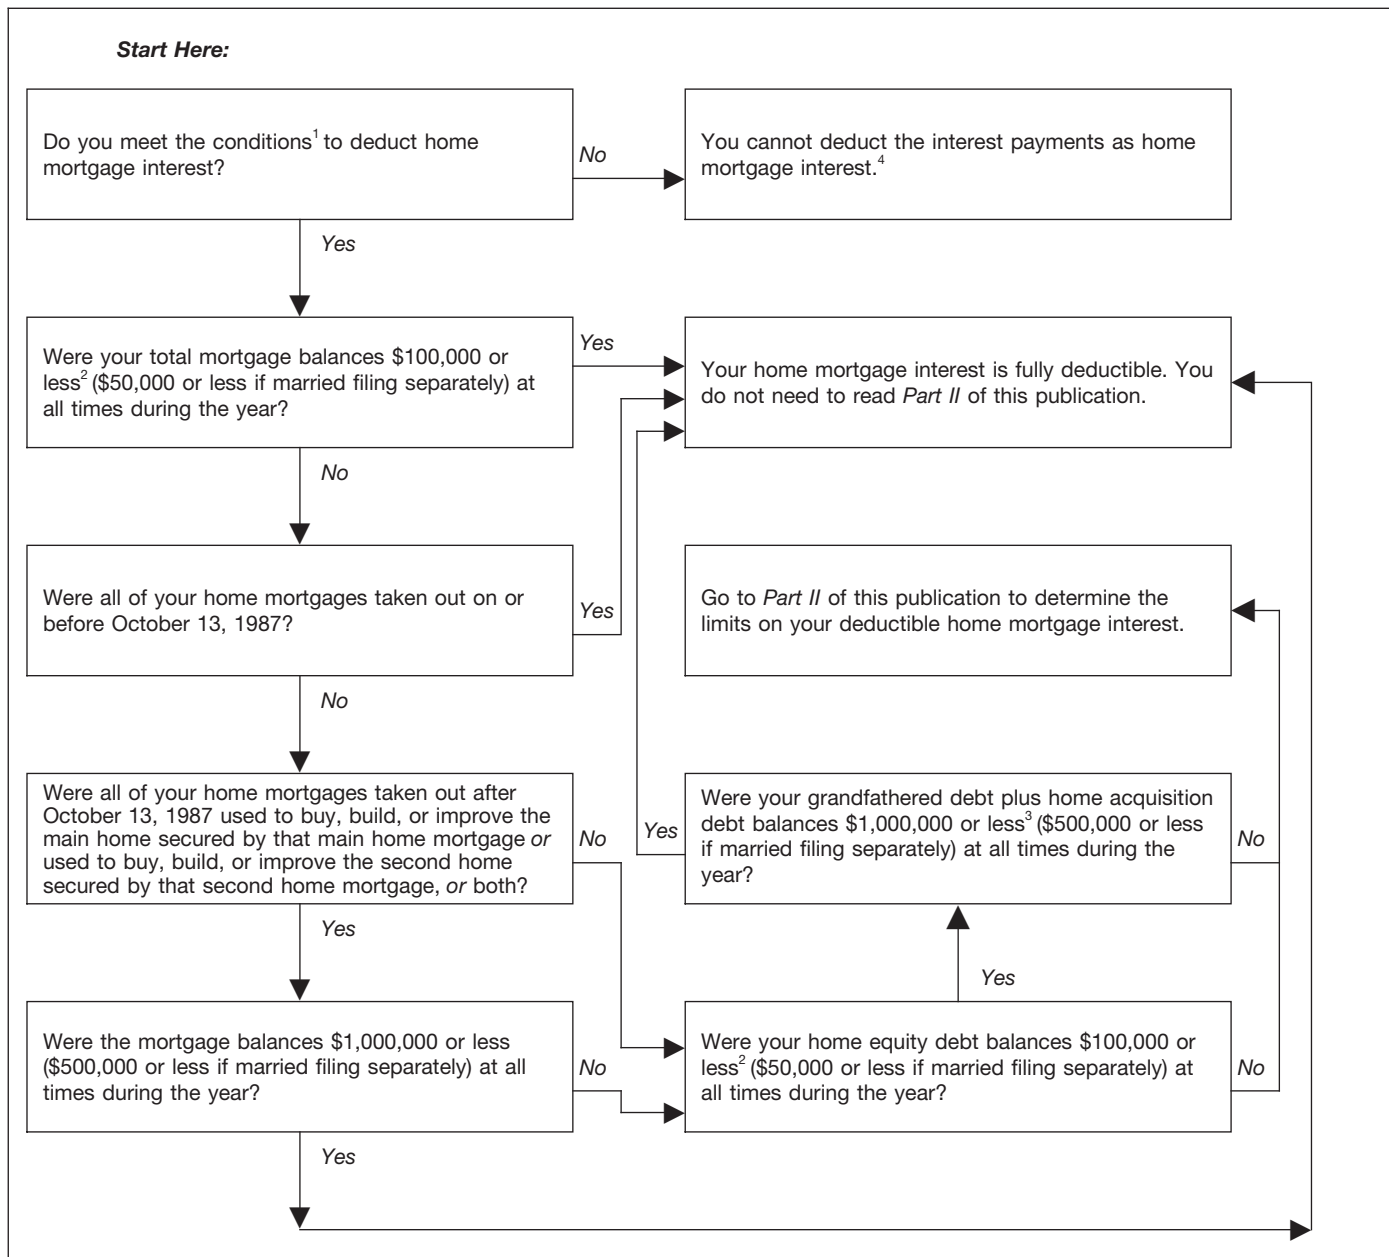 Start Here:
Do you meet the conditions1 to deduct home
mortgage interest?
No
You cannot deduct the interest payments as home
mortgage interest.4
Yes
Were your total mortgage balances $100,000 or
less2 ($50,000 or less if married filing separately) at
all times during the year?
Yes
Your home mortgage interest is fully deductible. You
do not need to read Part II of this publication.
No
Were all of your home mortgages taken out on or
before October 13, 1987?
Yes
Go to Part II of this publication to determine the
limits on your deductible home mortgage interest.
No
Were all of your home mortgages taken out after
October 13, 1987 used to buy, build, or improve the
main home secured by that main home mortgage or
used to buy, build, or improve the second home
secured by that second home mortgage, or both?
No
Yes
Were your grandfathered debt plus home acquisition
debt balances $1,000,000 or less3 ($500,000 or less
if married filing separately) at all times during the
year?
No
Yes
Yes
Were the mortgage balances $1,000,000 or less
($500,000 or less if married filing separately) at all
times during the year?
No
Were your home equity debt balances $100,000 or
less2 ($50,000 or less if married filing separately) at
all times during the year?
No
Yes